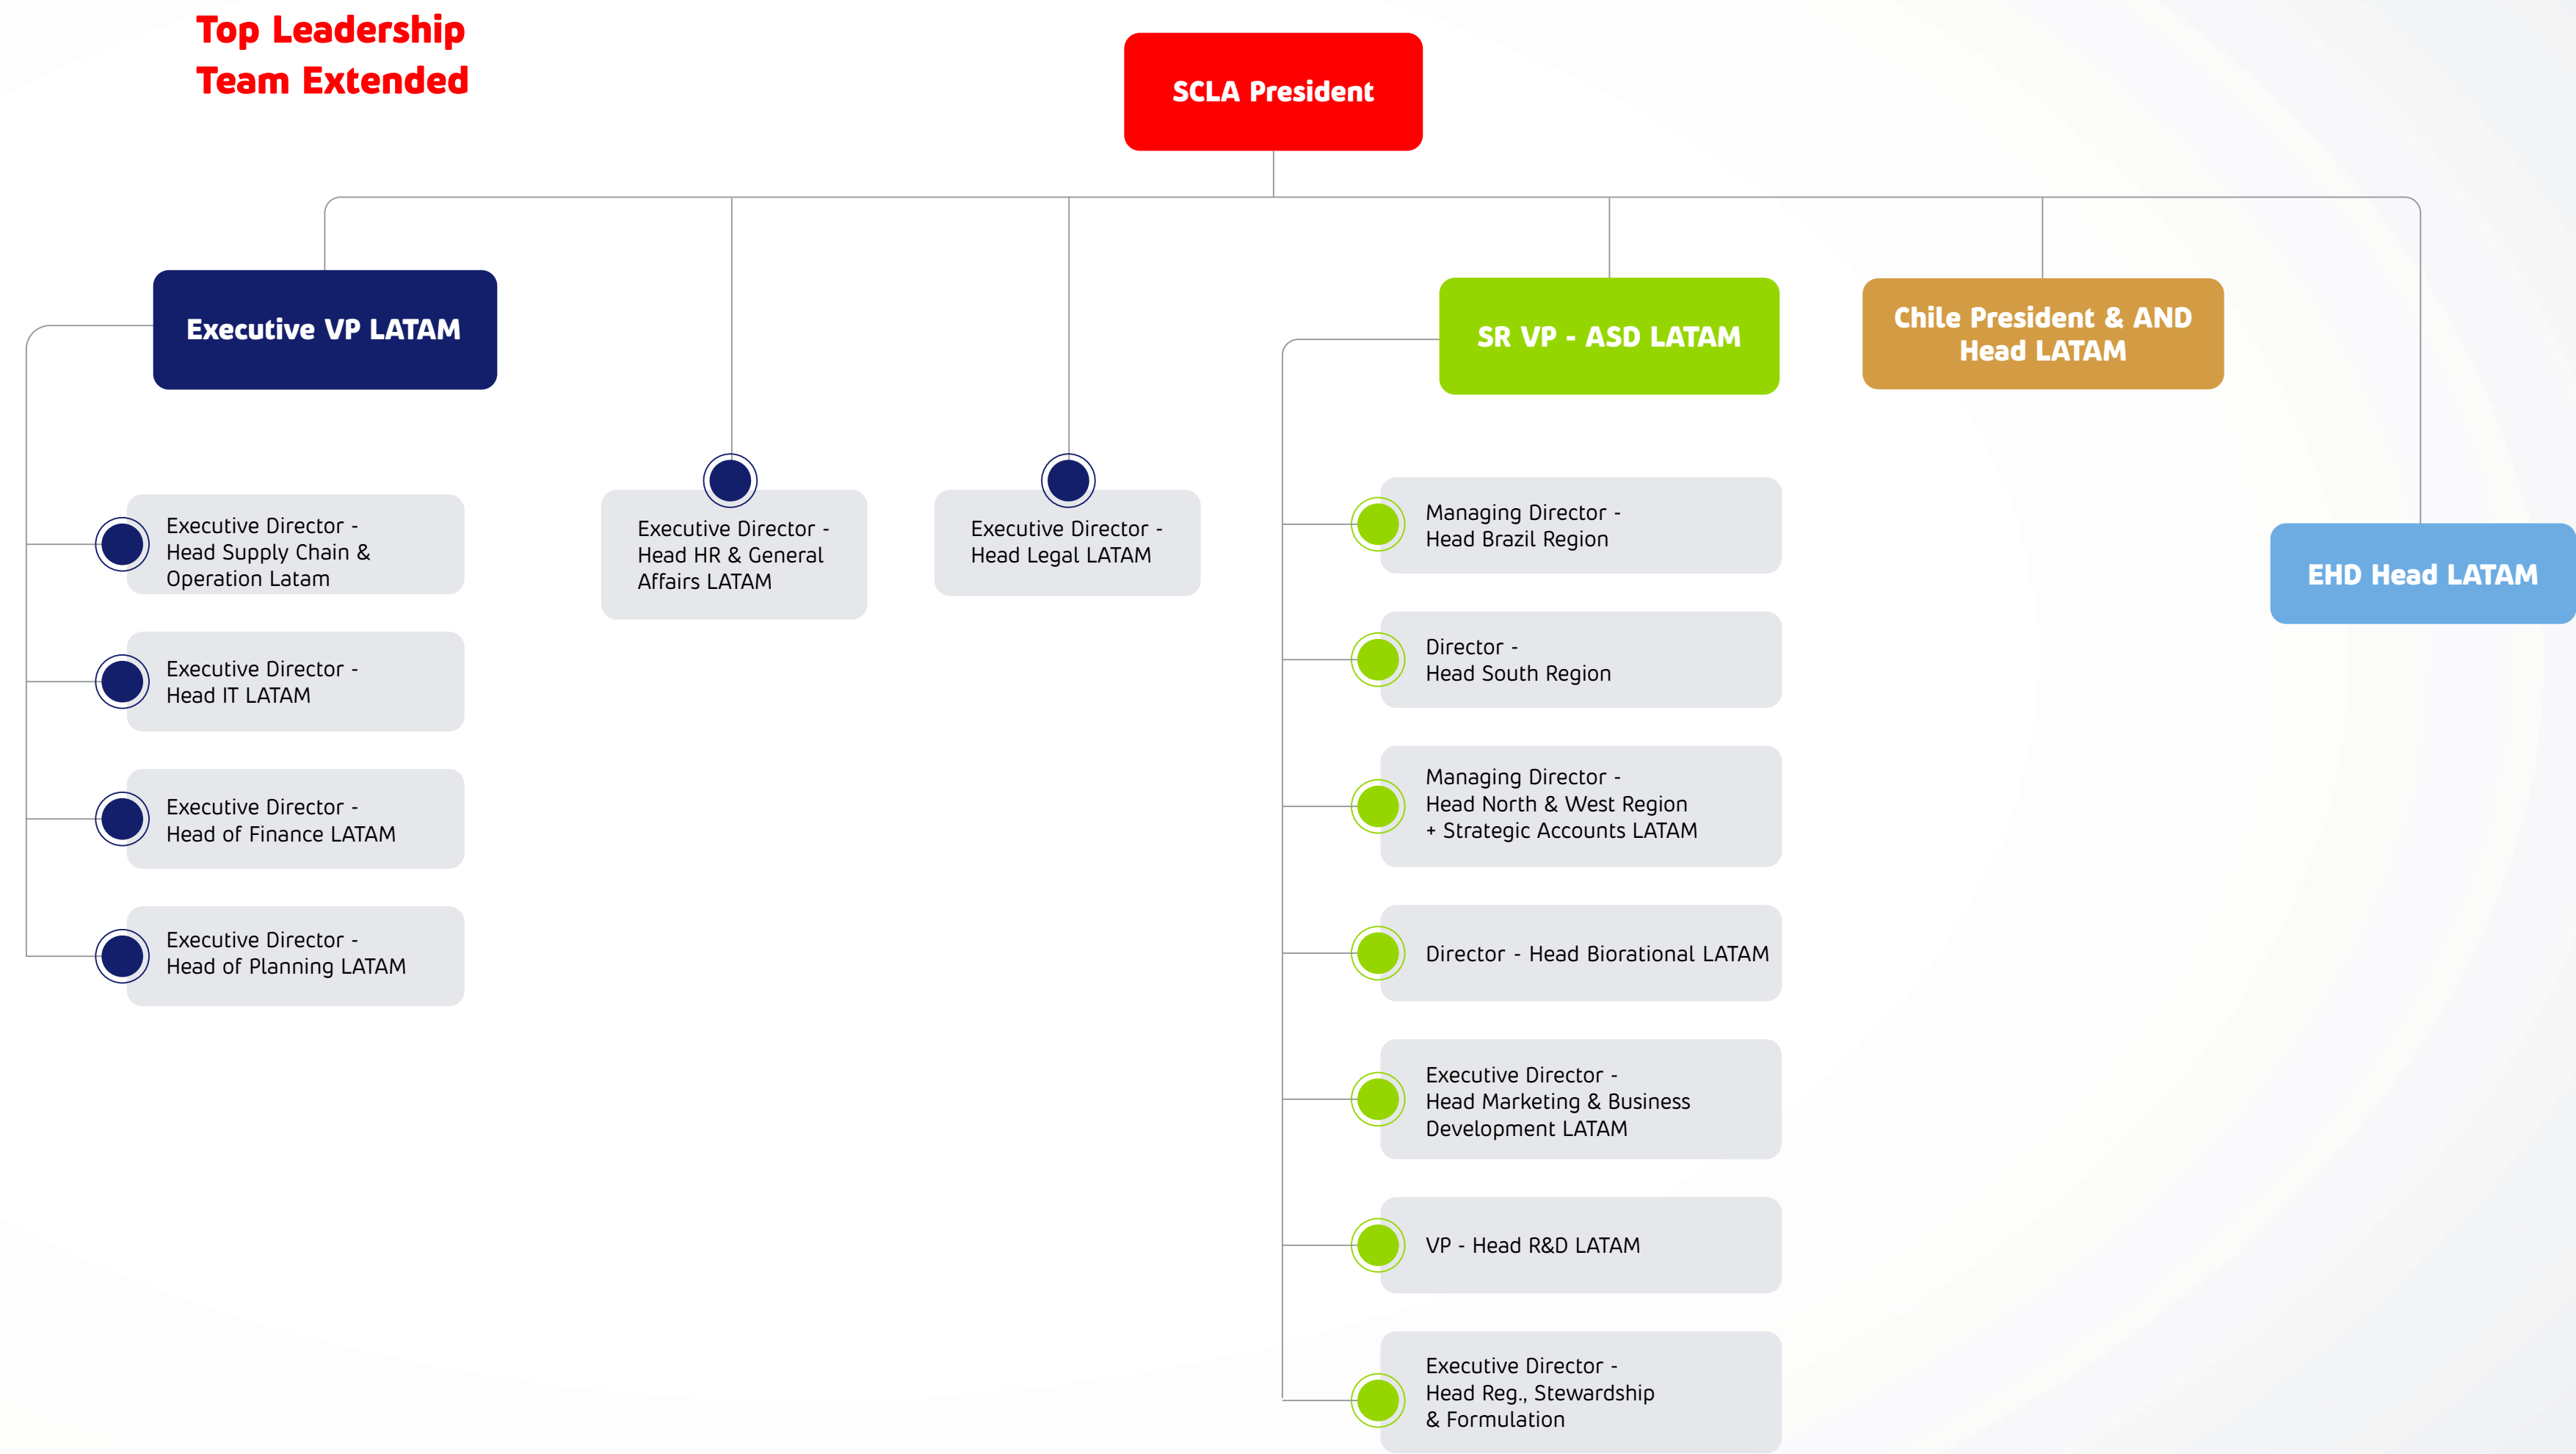 Top Leadership
Team Extended
SCLA President
Executive VP LATAM
SR VP - ASD LATAM
Chile President & AND
Head LATAM
EHD Head LATAM
Executive Director -
Head Supply Chain &
Operation Latam
Executive Director -
Head IT LATAM
Executive Director -
Head of Finance LATAM
Executive Director -
Head of Planning LATAM
Executive Director -
Head HR & General
Affairs LATAM
Executive Director -
Head Legal LATAM
Managing Director -
Head Brazil Region
Director -
Head South Region
Managing Director -
Head North & West Region
+ Strategic Accounts LATAM
Director - Head Biorational LATAM
Executive Director -
Head Marketing & Business
Development LATAM
VP - Head R&D LATAM
Executive Director -
Head Reg., Stewardship
& Formulation